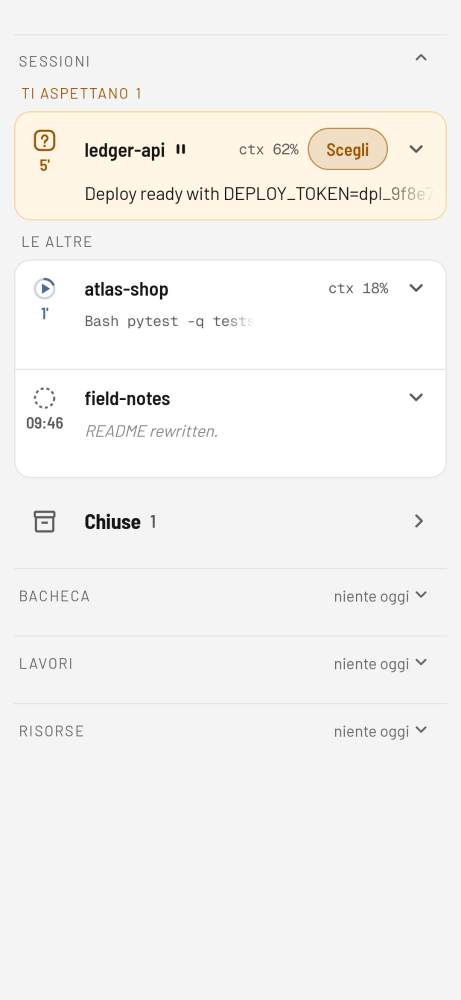 SESSIONI
TI ASPETTANO 1
5'
ledger-api
ctx 62%
Scegli
Deploy ready with DEPLOY_TOKEN=dpl_9f8e7
LE ALTRE
1'
atlas-shop
ctx 18%
Bash pytest -q tests
09:46
field-notes
README rewritten.
Chiuse 1
BACHECA
niente oggi
LAVORI
niente oggi
RISORSE
niente oggi